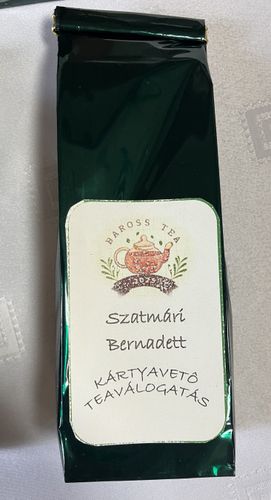 BAROSS TEA
Szatmári
Bernadett
KÁRTYAVETŐ
TEAVÁLOGATÁS